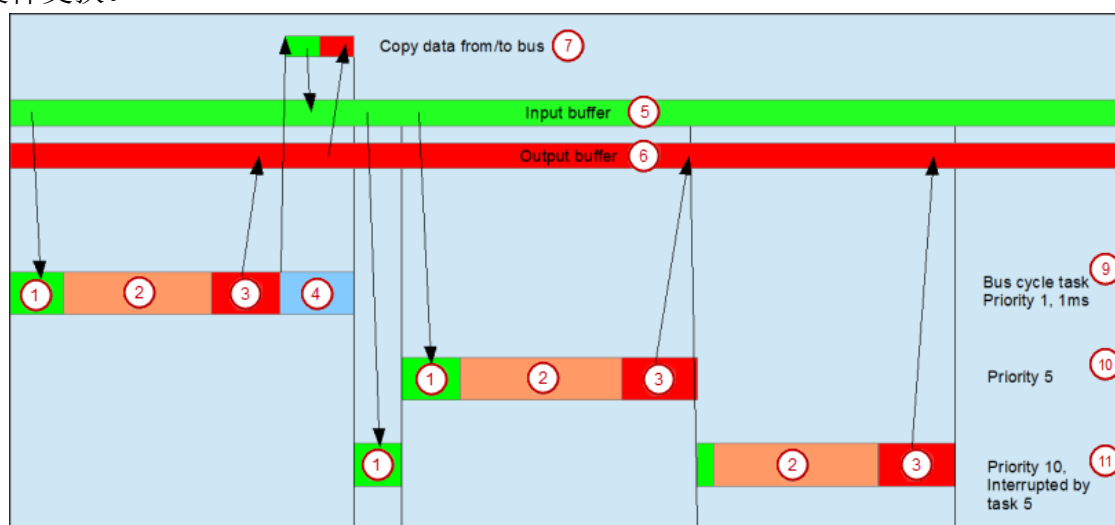 Copy data from/to bus 7
Input buffer 5
Output buffer 6
9
1 2 3 4 Bus cycle task
Priority 1, 1ms
10
1 2 3 Priority 5
11
1 2 3 Priority 10,
Interrupted by
task 5